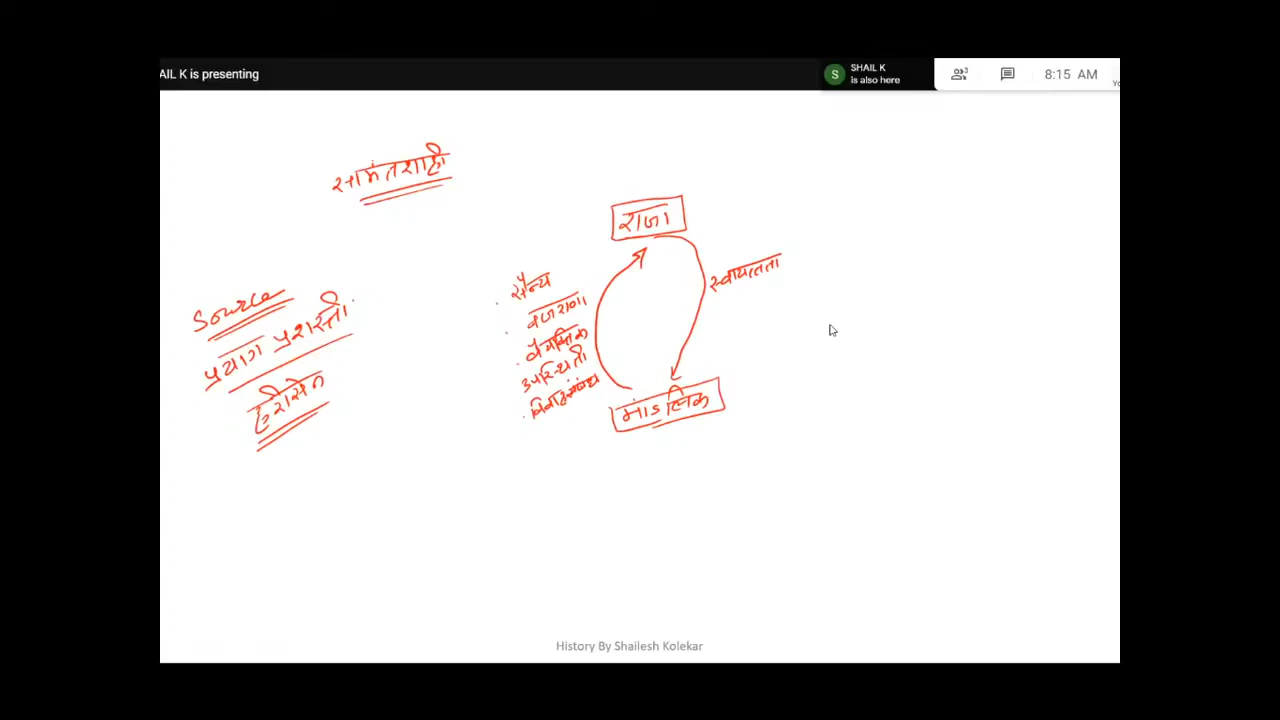 AIL K is presenting
S
SHAIL K
is also here
3
8:15 AM
सामंतशाही
राजा
स्वायत्तता
सैन्य
नजराणा
वैयक्तिक
उपस्थिती
विवाहसंबंध
मांडलिक
Source
प्रयाग प्रशस्ती
हरीसेन
History By Shailesh Kolekar